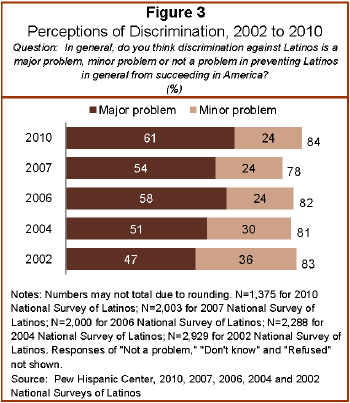 Figure 3
Perceptions of Discrimination, 2002 to 2010
Question: In general, do you think discrimination against Latinos is a
major problem, minor problem or not a problem in preventing Latinos
in general from succeeding in America?
(%)
Major problem Minor problem
2010 61 24 84
2007 54 24 78
2006 58 24 82
2004 51 30 81
2002 47 36 83
Notes: Numbers may not total due to rounding. N=1,375 for 2010
National Survey of Latinos; N=2,003 for 2007 National Survey of
Latinos; N=2,000 for 2006 National Survey of Latinos; N=2,288 for
2004 National Survey of Latinos; N=2,929 for 2002 National Survey of
Latinos. Responses of "Not a problem," "Don't know" and "Refused"
not shown.
Source: Pew Hispanic Center, 2010, 2007, 2006, 2004 and 2002
National Surveys of Latinos